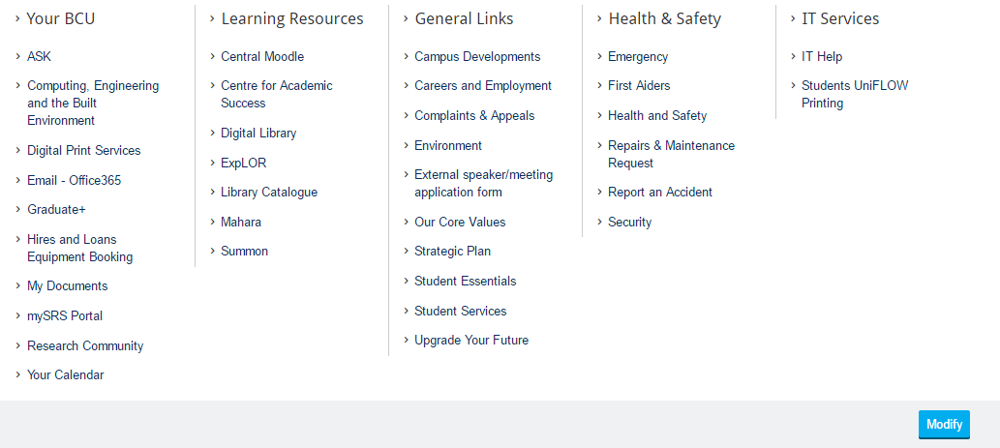 Your BCU
ASK
Computing, Engineering
and the Built
Environment
Digital Print Services
Email - Office365
Graduate+
Hires and Loans
Equipment Booking
My Documents
mySRS Portal
Research Community
Your Calendar
Learning Resources
Central Moodle
Centre for Academic
Success
Digital Library
ExpLOR
Library Catalogue
Mahara
Summon
General Links
Campus Developments
Careers and Employment
Complaints & Appeals
Environment
External speaker/meeting
application form
Our Core Values
Strategic Plan
Student Essentials
Student Services
Upgrade Your Future
Health & Safety
Emergency
First Aiders
Health and Safety
Repairs & Maintenance
Request
Report an Accident
Security
IT Services
IT Help
Students UniFLOW
Printing
Modify